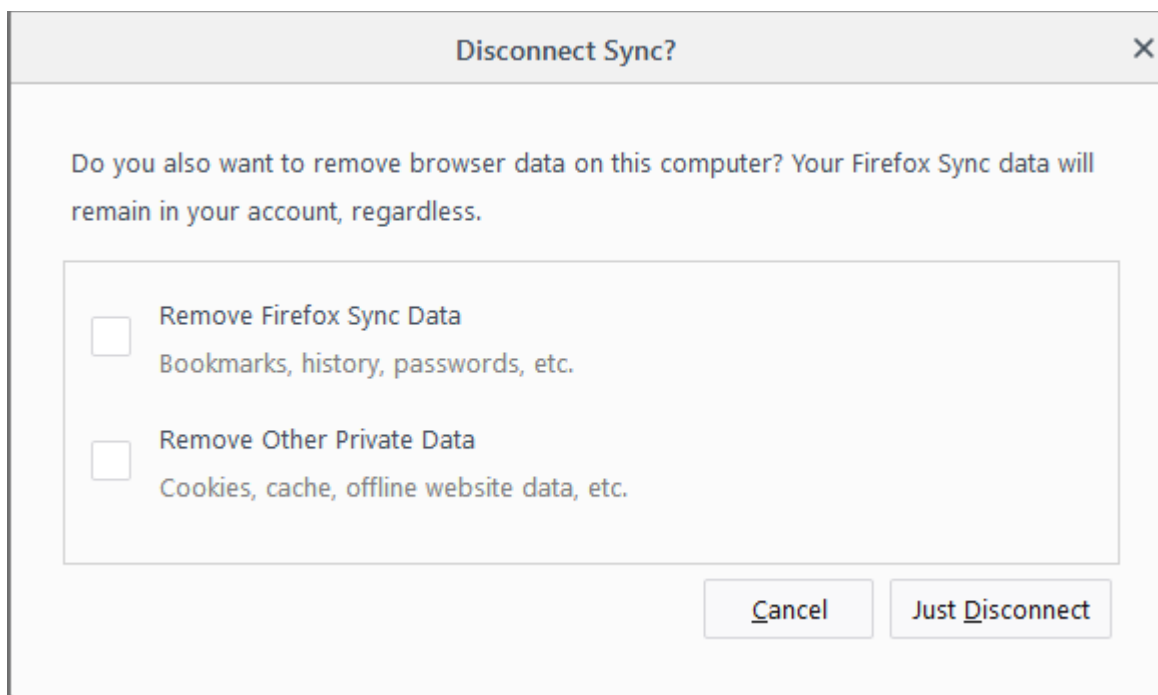 Disconnect Sync?
Do you also want to remove browser data on this computer? Your Firefox Sync data will
remain in your account, regardless.
Remove Firefox Sync Data
Bookmarks, history, passwords, etc.
Remove Other Private Data
Cookies, cache, offline website data, etc.
Cancel
Just Disconnect